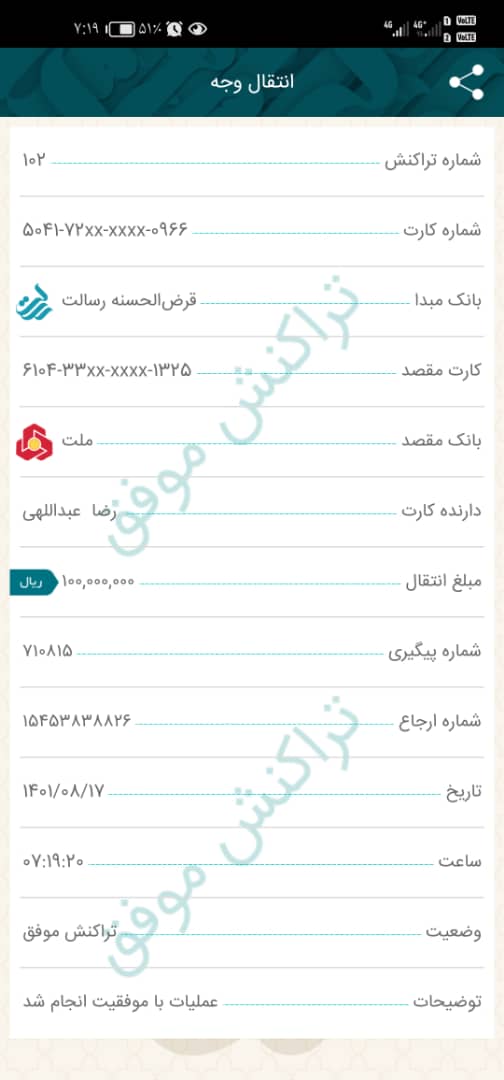 ۷:۱۹ ۵۱٪ 4G 4G+ 1 VoLTE 2 VoLTE
انتقال وجه
شماره تراکنش ۱۰۲
شماره کارت ۵۰۴۱-۷۲xx-xxxx-۰۹۶۶
بانک مبدا قرض‌الحسنه رسالت
کارت مقصد ۶۱۰۴-۳۳xx-xxxx-۱۳۲۵
بانک مقصد ملت
دارنده کارت رضا عبداللهی
مبلغ انتقال ۱۰۰,۰۰۰,۰۰۰ ریال
شماره پیگیری ۷۱۰۸۱۵
شماره ارجاع ۱۵۴۵۳۸۳۸۸۲۶
تاریخ ۱۴۰۱/۰۸/۱۷
ساعت ۰۷:۱۹:۲۰
وضعیت تراکنش موفق
توضیحات عملیات با موفقیت انجام شد
تراکنش موفق
تراکنش موفق